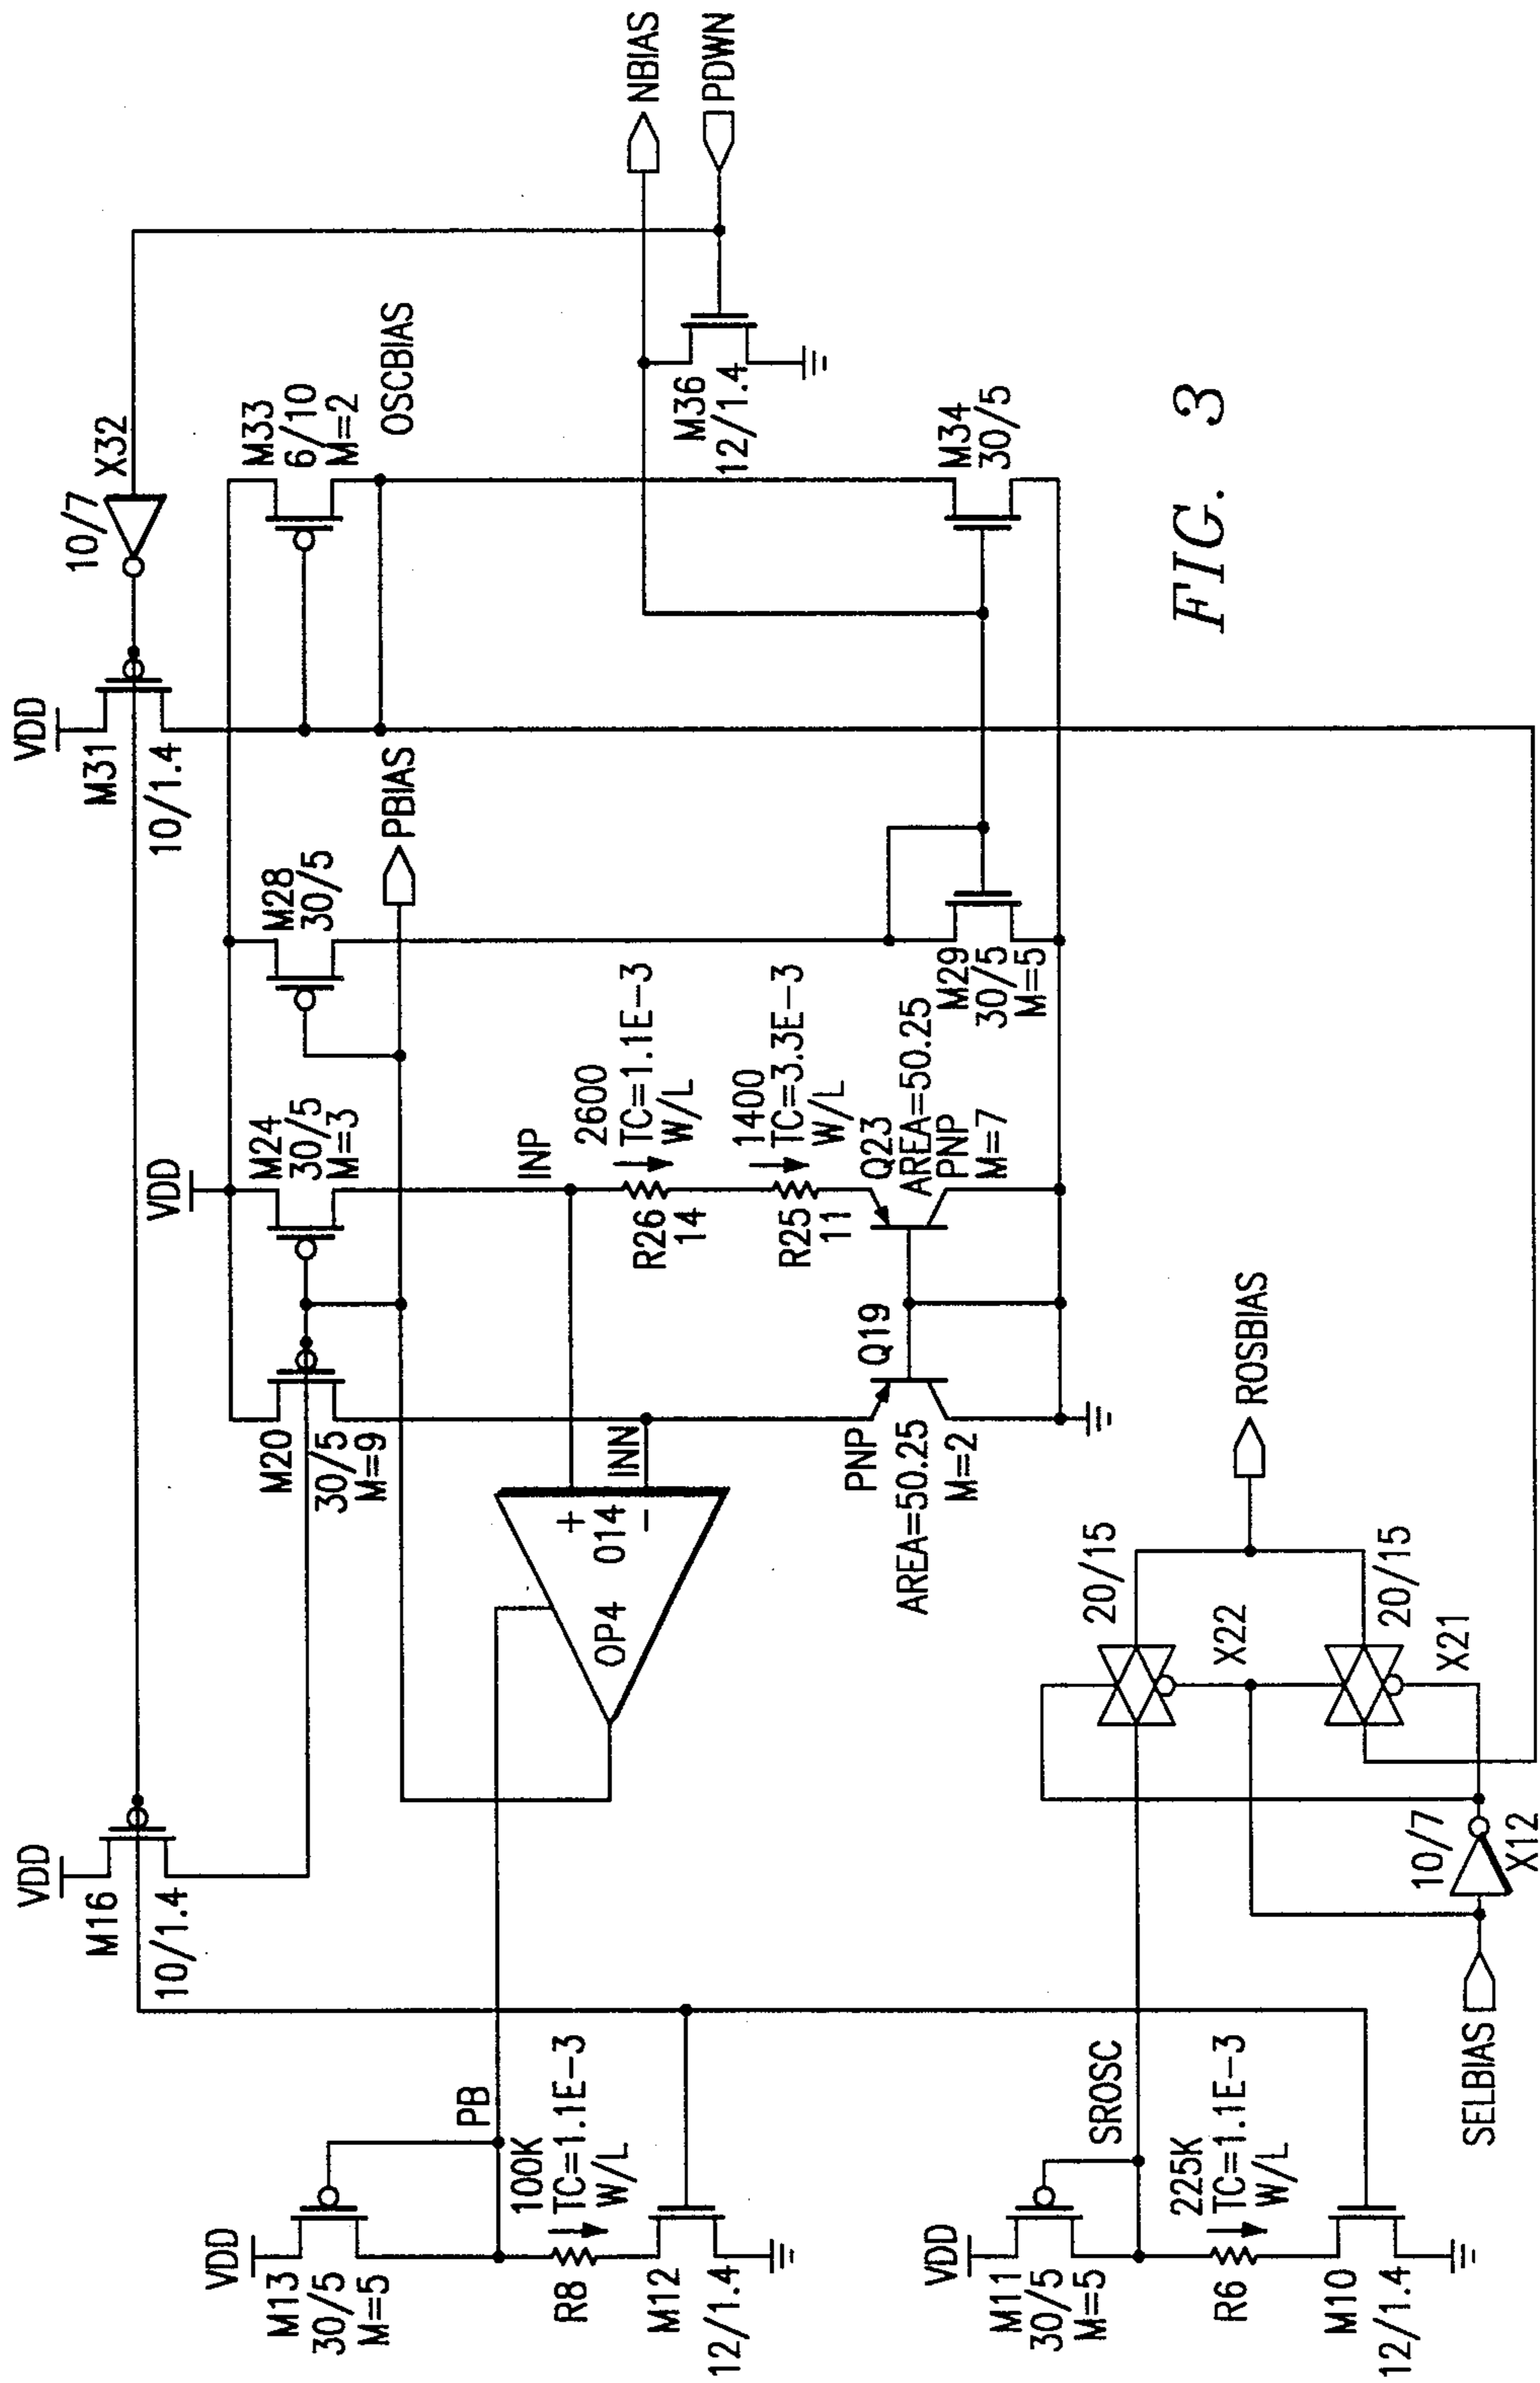 VDD
M31
10/1.4
10/7
X32
VDD
M16
10/1.4
VDD
M20
30/5
M=9
M24
30/5
M=3
M28
30/5
M33
6/10
M=2
PBIAS
OSCBIAS
NBIAS
PDWN
M36
12/1.4
VDD
M13
30/5
M=5
PB
100K
TC=1.1E-3
W/L
R8
M12
12/1.4
OP4
014
+
-
INP
INN
2600
TC=1.1E-3
W/L
R26
14
1400
TC=3.3E-3
W/L
R25
11
PNP
Q19
AREA=50.25
M=2
Q23
AREA=50.25
PNP
M=7
M29
30/5
M=5
M34
30/5
VDD
M11
30/5
M=5
SROSC
225K
TC=1.1E-3
W/L
R6
M10
12/1.4
20/15
X22
20/15
X21
ROSBIAS
10/7
X12
SELBIAS
FIG. 3